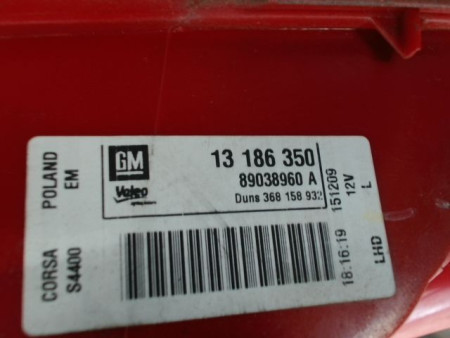 POLAND
EM
CORSA
S4400
GM
Valeo
13 186 350
89038960 A
Duns 368 158 932
151209
12V
L
18:16:19
LHD